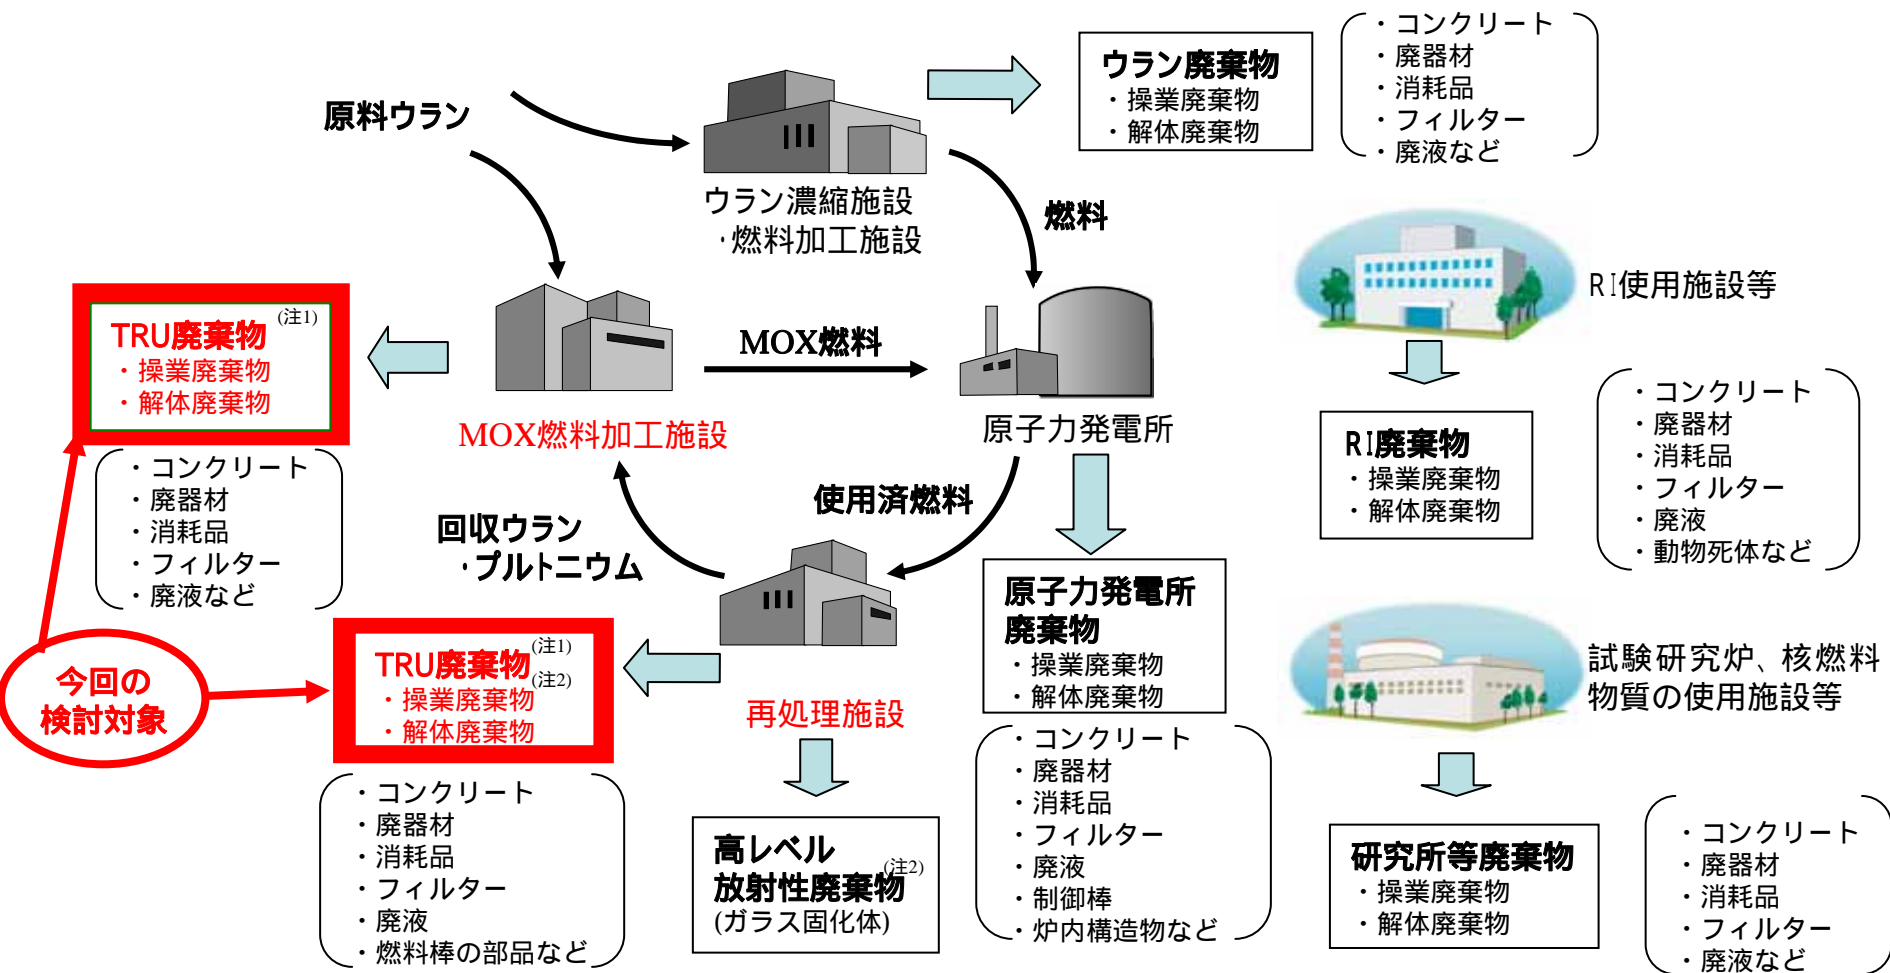 原料ウラン
ウラン濃縮施設
・燃料加工施設
ウラン廃棄物
・操業廃棄物
・解体廃棄物
・コンクリート
・廃器材
・消耗品
・フィルター
・廃液など
燃料
RI使用施設等
TRU廃棄物 (注1)
・操業廃棄物
・解体廃棄物
MOX燃料
MOX燃料加工施設
原子力発電所
・コンクリート
・廃器材
・消耗品
・フィルター
・廃液など
RI廃棄物
・操業廃棄物
・解体廃棄物
・コンクリート
・廃器材
・消耗品
・フィルター
・廃液
・動物死体など
使用済燃料
回収ウラン
・プルトニウム
今回の
検討対象
TRU廃棄物 (注1)
(注2)
・操業廃棄物
・解体廃棄物
再処理施設
原子力発電所
廃棄物
・操業廃棄物
・解体廃棄物
試験研究炉、核燃料
物質の使用施設等
・コンクリート
・廃器材
・消耗品
・フィルター
・廃液
・燃料棒の部品など
高レベル
放射性廃棄物 (注2)
(ガラス固化体)
・コンクリート
・廃器材
・消耗品
・フィルター
・廃液
・制御棒
・炉内構造物など
研究所等廃棄物
・操業廃棄物
・解体廃棄物
・コンクリート
・廃器材
・消耗品
・フィルター
・廃液など